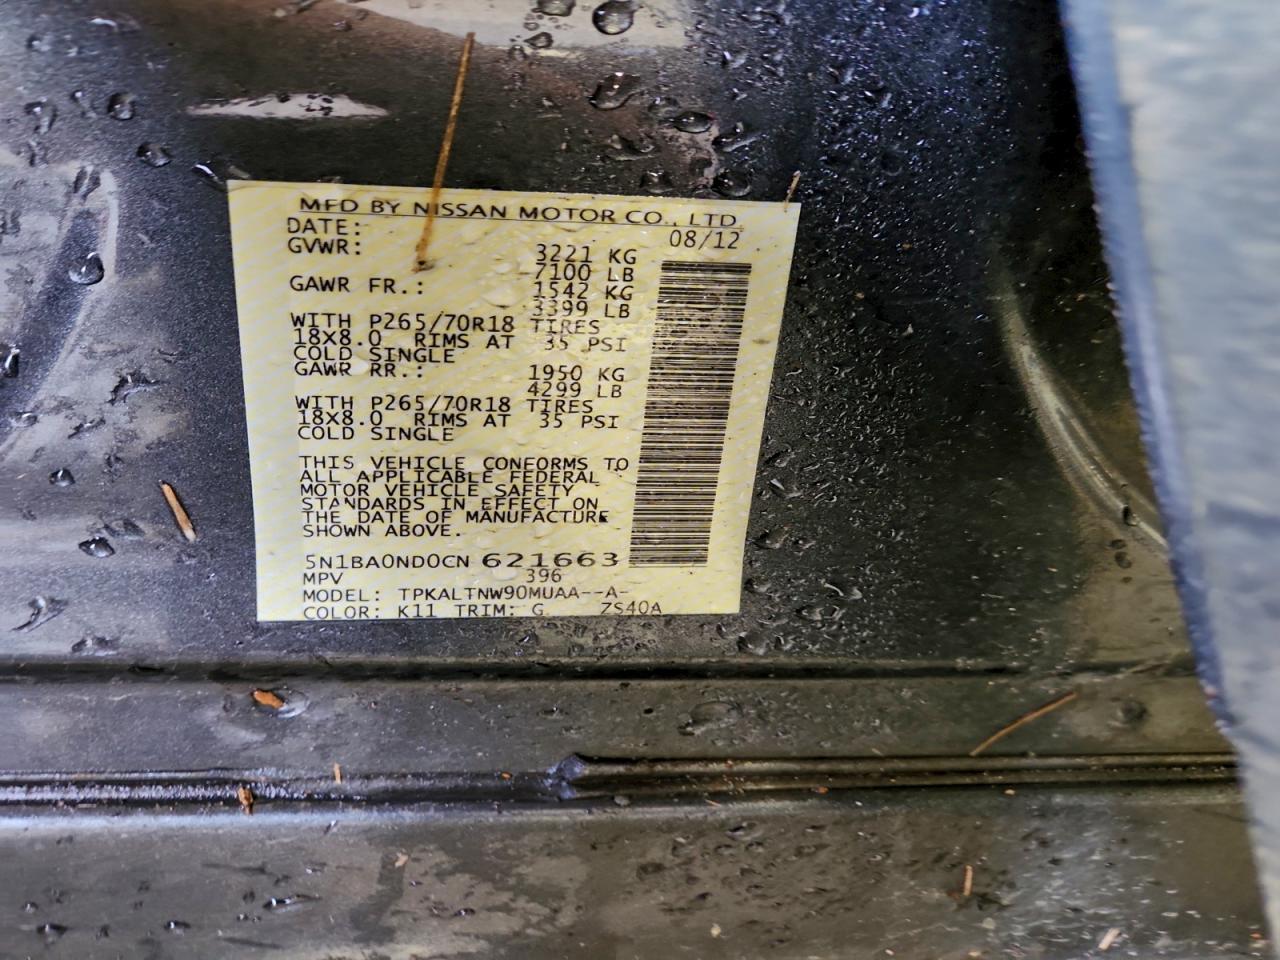 MFD BY NISSAN MOTOR CO., LTD.
DATE: 08/12
GVWR: 3221 KG
7100 LB
GAWR FR.: 1542 KG
3399 LB
WITH P265/70R18 TIRES
18X8.0 RIMS AT 35 PSI
COLD SINGLE
GAWR RR.: 1950 KG
4299 LB
WITH P265/70R18 TIRES
18X8.0 RIMS AT 35 PSI
COLD SINGLE
THIS VEHICLE CONFORMS TO
ALL APPLICABLE FEDERAL
MOTOR VEHICLE SAFETY
STANDARDS IN EFFECT ON
THE DATE OF MANUFACTURE
SHOWN ABOVE.
5N1BA0ND0CN 621663
MPV 396
MODEL: TPKALTNW90MUAA--A-
COLOR: K11 TRIM: G ZS40A